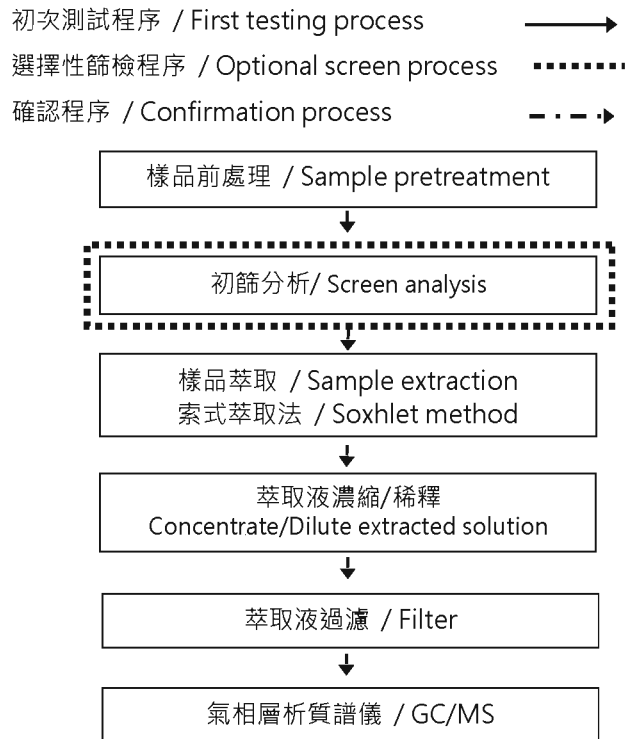 初次測試程序 / First testing process
選擇性篩檢程序 / Optional screen process
確認程序 / Confirmation process
樣品前處理 / Sample pretreatment
初篩分析/ Screen analysis
樣品萃取 / Sample extraction
索式萃取法 / Soxhlet method
萃取液濃縮/稀釋
Concentrate/Dilute extracted solution
萃取液過濾 / Filter
氣相層析質譜儀 / GC/MS